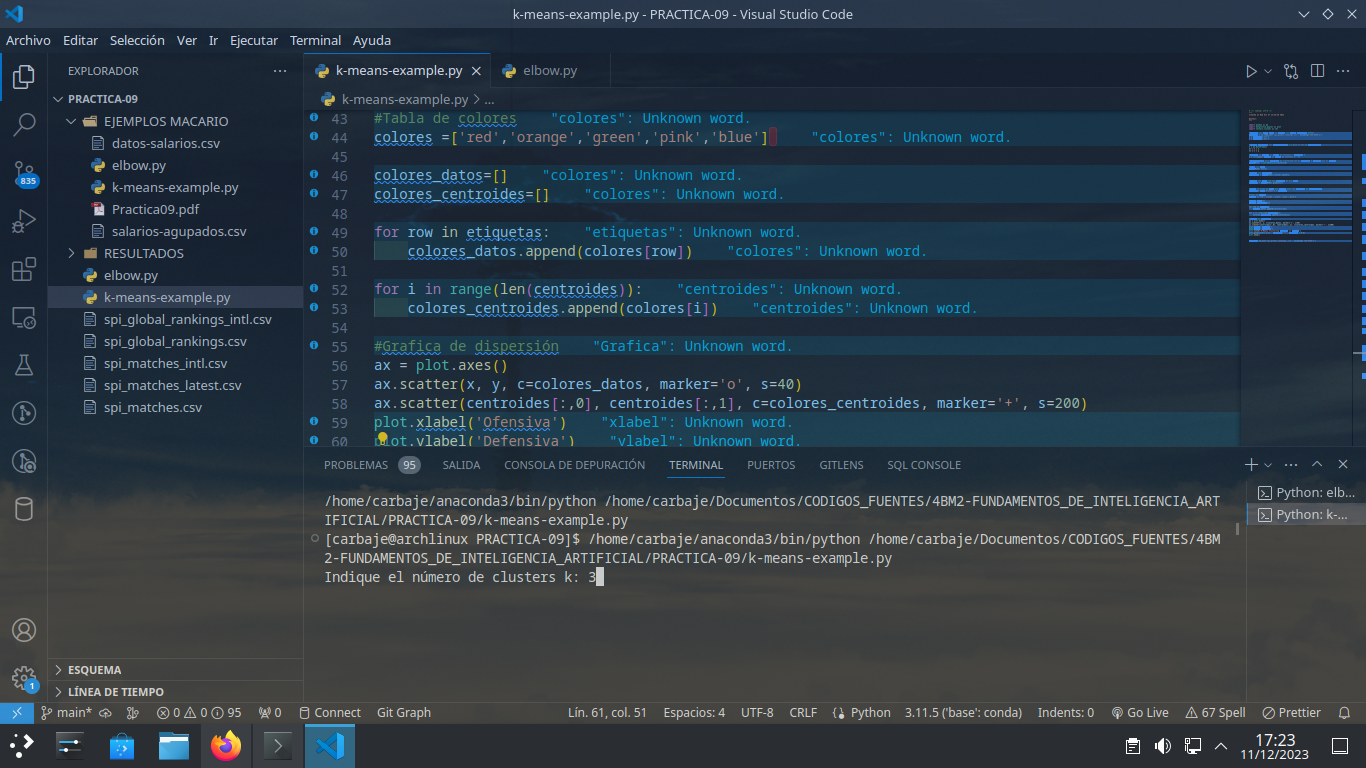 k-means-example.py - PRACTICA-09 - Visual Studio Code
Archivo Editar Selección Ver Ir Ejecutar Terminal Ayuda
EXPLORADOR
k-means-example.py
elbow.py
PRACTICA-09
k-means-example.py > ...
EJEMPLOS MACARIO
datos-salarios.csv
elbow.py
k-means-example.py
Practica09.pdf
salarios-agupados.csv
RESULTADOS
elbow.py
k-means-example.py
spi_global_rankings_intl.csv
spi_global_rankings.csv
spi_matches_intl.csv
spi_matches_latest.csv
spi_matches.csv
835
43 #Tabla de colores "colores": Unknown word.
44 colores =['red','orange','green','pink','blue'] "colores": Unknown word.
45
46 colores_datos=[] "colores": Unknown word.
47 colores_centroides=[] "colores": Unknown word.
48
49 for row in etiquetas: "etiquetas": Unknown word.
50 colores_datos.append(colores[row]) "colores": Unknown word.
51
52 for i in range(len(centroides)): "centroides": Unknown word.
53 colores_centroides.append(colores[i]) "centroides": Unknown word.
54
55 #Grafica de dispersión "Grafica": Unknown word.
56 ax = plot.axes()
57 ax.scatter(x, y, c=colores_datos, marker='o', s=40)
58 ax.scatter(centroides[:,0], centroides[:,1], c=colores_centroides, marker='+', s=200)
59 plot.xlabel('Ofensiva') "xlabel": Unknown word.
60 plot.ylabel('Defensiva') "ylabel": Unknown word.
PROBLEMAS 95 SALIDA CONSOLA DE DEPURACIÓN TERMINAL PUERTOS GITLENS SQL CONSOLE
/home/carbaje/anaconda3/bin/python /home/carbaje/Documentos/CODIGOS_FUENTES/4BM2-FUNDAMENTOS_DE_INTELIGENCIA_ART
IFICIAL/PRACTICA-09/k-means-example.py
[carbaje@archlinux PRACTICA-09]$ /home/carbaje/anaconda3/bin/python /home/carbaje/Documentos/CODIGOS_FUENTES/4BM
2-FUNDAMENTOS_DE_INTELIGENCIA_ARTIFICIAL/PRACTICA-09/k-means-example.py
Indique el número de clusters k: 3
Python: elb...
Python: k-...
ESQUEMA
LÍNEA DE TIEMPO
1
main* 0 0 95 0 Connect Git Graph Lín. 61, col. 51 Espacios: 4 UTF-8 CRLF Python 3.11.5 ('base': conda) Indents: 0 Go Live 67 Spell Prettier
17:23
11/12/2023